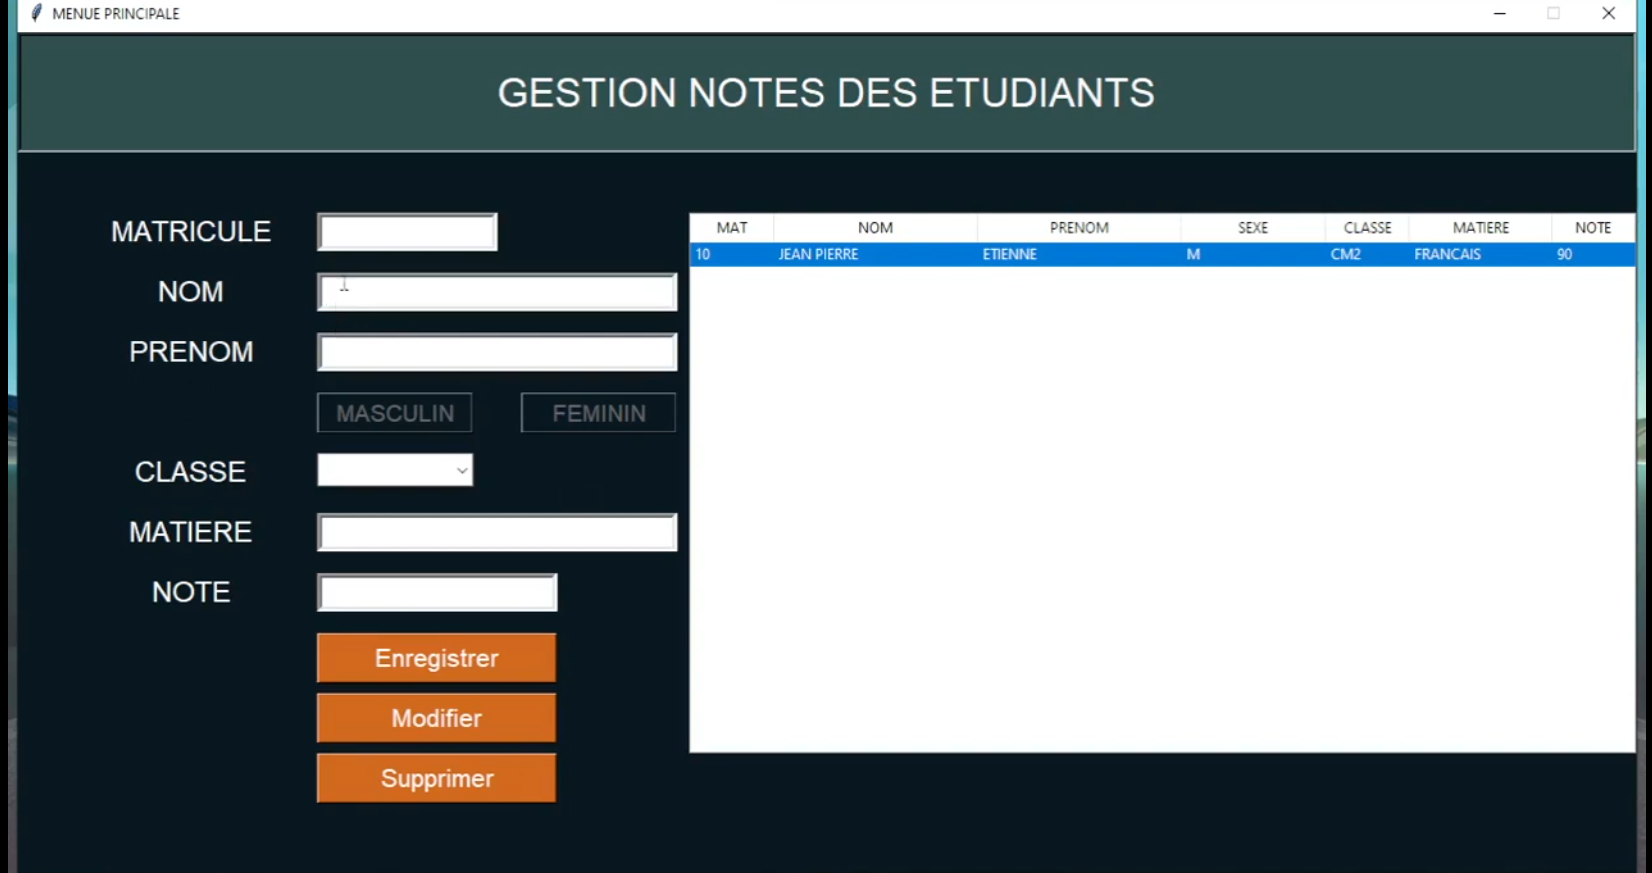 MENUE PRINCIPALE
GESTION NOTES DES ETUDIANTS
MATRICULE
NOM
PRENOM
MASCULIN FEMININ
CLASSE
MATIERE
NOTE
Enregistrer
Modifier
Supprimer
MAT NOM PRENOM SEXE CLASSE MATIERE NOTE
10 JEAN PIERRE ETIENNE M CM2 FRANCAIS 90